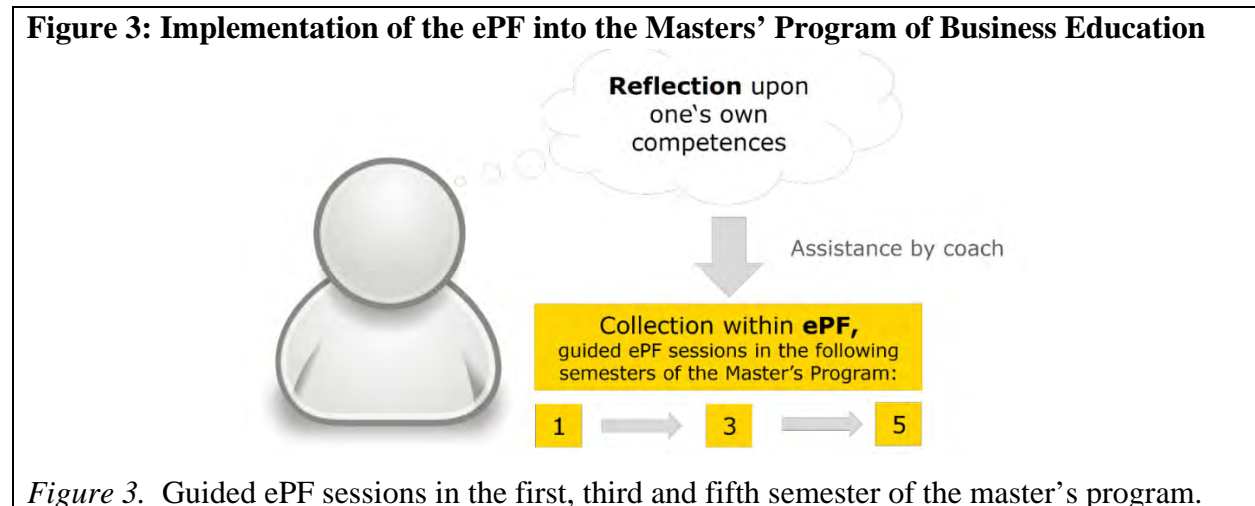 Figure 3: Implementation of the ePF into the Masters’ Program of Business Education
Reflection upon
one‘s own
competences
Assistance by coach
Collection within ePF,
guided ePF sessions in the following
semesters of the Master’s Program:
1
3
5
Figure 3. Guided ePF sessions in the first, third and fifth semester of the master’s program.